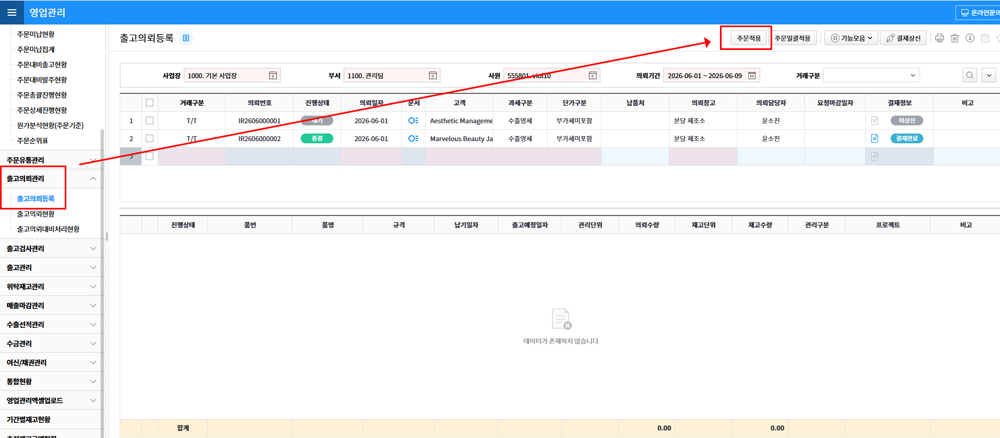 영업관리
온라인문의
주문미납현황
주문미납집계
주문대비출고현황
주문대비발주현황
주문총괄진행현황
주문상세진행현황
원가분석현황(주문기준)
주문순위표
주문유통관리
출고의뢰관리
출고의뢰등록
출고의뢰현황
출고의뢰대비처리현황
출고검사관리
출고관리
위탁재고관리
매출마감관리
수출선적관리
수금관리
여신/채권관리
통합현황
영업관리엑셀업로드
기간별재고현황
출고의뢰등록
주문적용 주문일괄적용 기능모음 결재상신
사업장 1000. 기본 사업장 부서 1100. 관리팀 사원 555801. viol10 의뢰기간 2026-06-01 ~ 2026-06-09 거래구분
거래구분 의뢰번호 진행상태 의뢰일자 문서 고객 과세구분 단가구분 납품처 의뢰창고 의뢰담당자 요청마감일자 결재정보 비고
1 T/T IR2606000001 대기 2026-06-01 Aesthetic Manageme 수출영세 부가세미포함 분당 제조소 윤소진 미상신
2 T/T IR2606000002 종결 2026-06-01 Marvelous Beauty Ja 수출영세 부가세미포함 분당 제조소 윤소진 결재완료
진행상태 품번 품명 규격 납기일자 출고예정일자 관리단위 의뢰수량 재고단위 재고수량 관리구분 프로젝트 비고
데이터가 존재하지 않습니다
합계 0.00 0.00